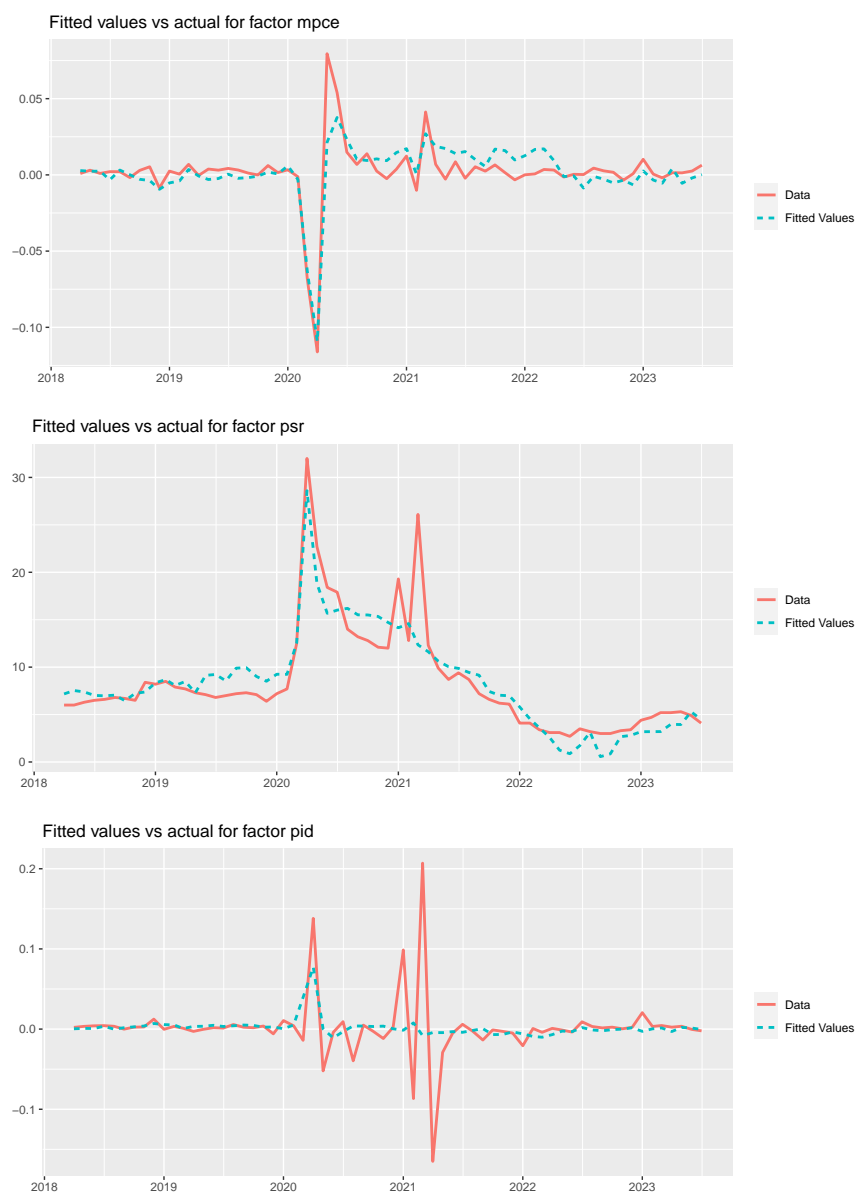 Fitted values vs actual for factor mpce
0.05
0.00
−0.05
−0.10
2018 2019 2020 2021 2022 2023
Data
Fitted Values
Fitted values vs actual for factor psr
30
20
10
0
2018 2019 2020 2021 2022 2023
Data
Fitted Values
Fitted values vs actual for factor pid
0.2
0.1
0.0
−0.1
2018 2019 2020 2021 2022 2023
Data
Fitted Values